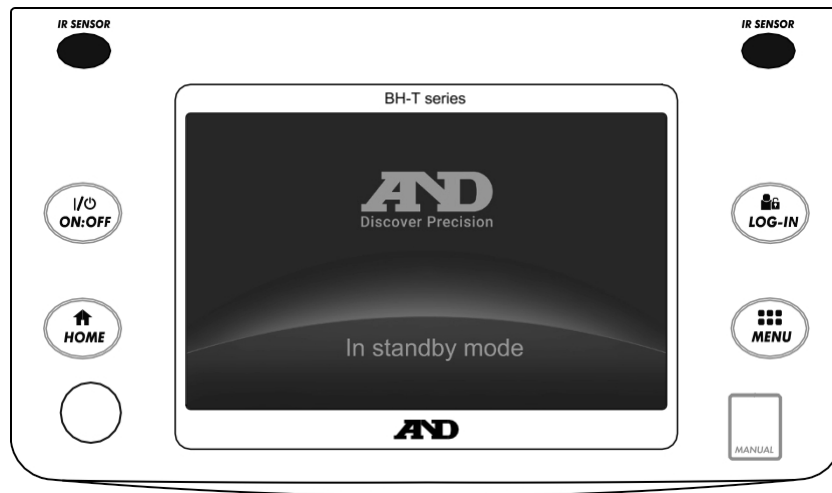 IR SENSOR
IR SENSOR
BH-T series
AND
Discover Precision
I/⏻
ON:OFF
LOG-IN
HOME
MENU
In standby mode
AND
MANUAL